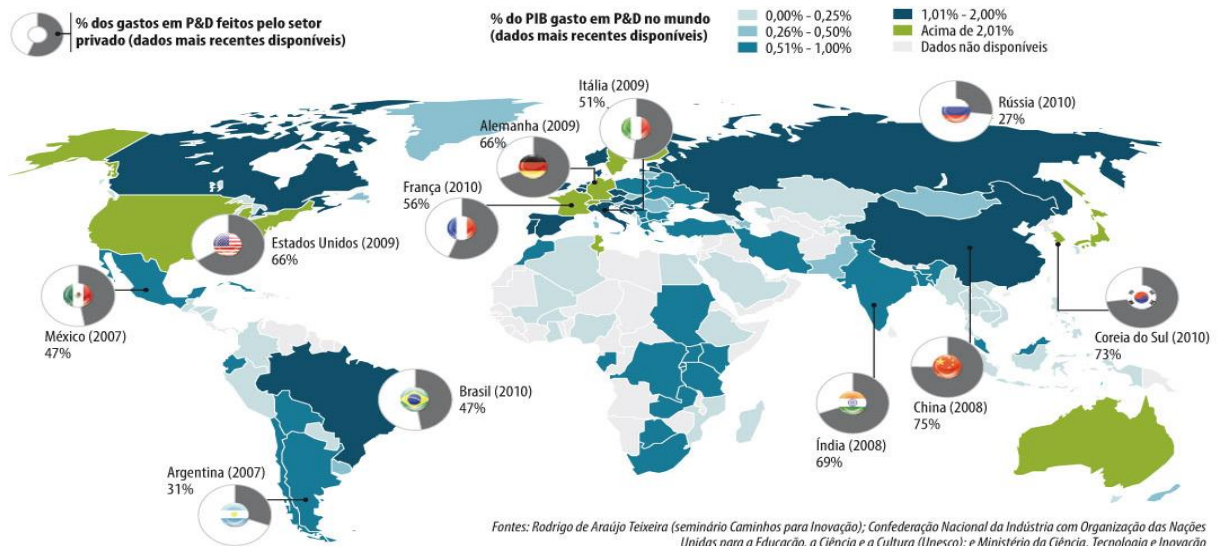 % dos gastos em P&D feitos pelo setor
privado (dados mais recentes disponíveis)
% do PIB gasto em P&D no mundo
(dados mais recentes disponíveis)
0,00% - 0,25%
0,26% - 0,50%
0,51% - 1,00%
1,01% - 2,00%
Acima de 2,01%
Dados não disponíveis
Itália (2009)
51%
Rússia (2010)
27%
Alemanha (2009)
66%
França (2010)
56%
Estados Unidos (2009)
66%
México (2007)
47%
Coreia do Sul (2010)
73%
Brasil (2010)
47%
China (2008)
75%
Índia (2008)
69%
Argentina (2007)
31%
Fontes: Rodrigo de Araújo Teixeira (seminário Caminhos para Inovação); Confederação Nacional da Indústria com Organização das Nações
Unidas para a Educação, a Ciência e a Cultura (Unesco); e Ministério da Ciência, Tecnologia e Inovação